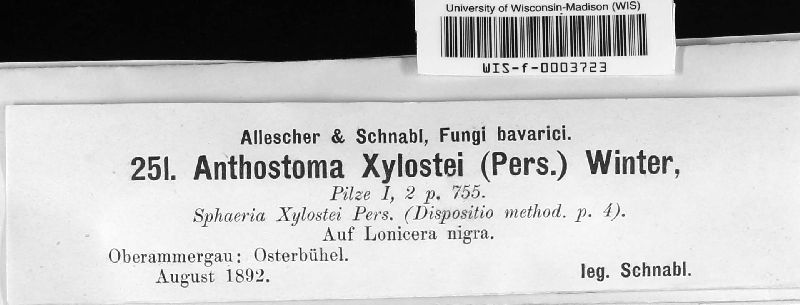 University of Wisconsin-Madison (WIS)
WIS-f-0003723
Allescher & Schnabl, Fungi bavarici.
251. Anthostoma Xylostei (Pers.) Winter,
Pilze I, 2 p. 755.
Sphaeria Xylostei Pers. (Dispositio method. p. 4).
Auf Lonicera nigra.
Oberammergau: Osterbühel.
August 1892.
leg. Schnabl.